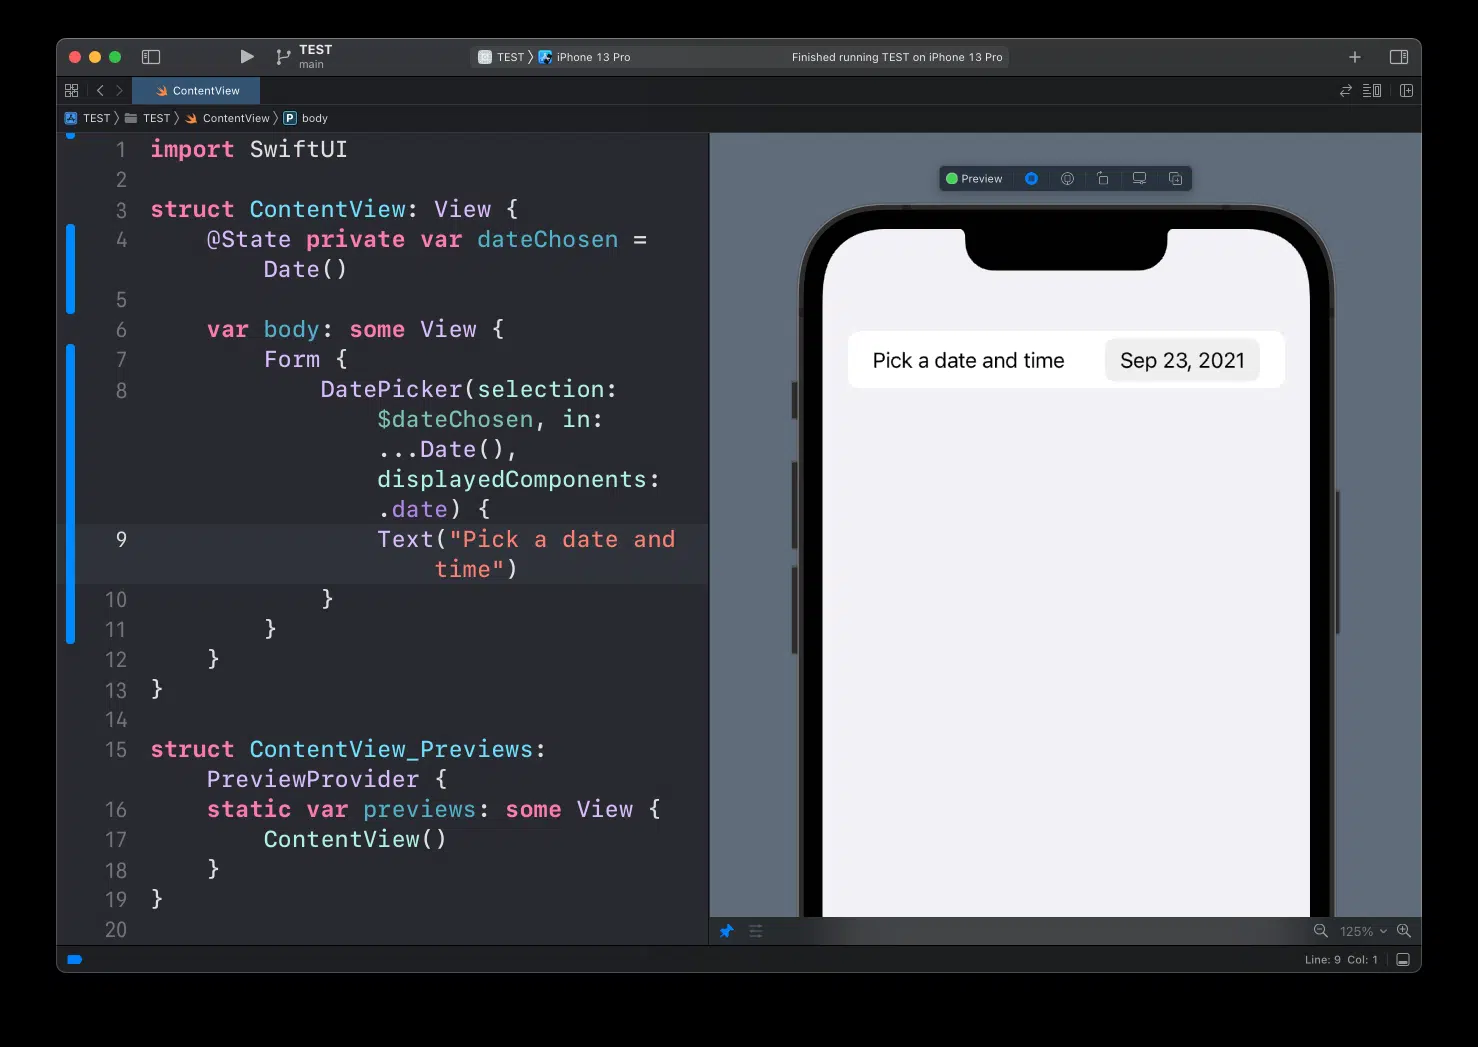 TEST
main
TEST 〉 iPhone 13 Pro
Finished running TEST on iPhone 13 Pro
ContentView
TEST 〉 TEST 〉 ContentView 〉 P body
1 import SwiftUI
2
3 struct ContentView: View {
4 @State private var dateChosen =
Date()
5
6 var body: some View {
7 Form {
8 DatePicker(selection:
$dateChosen, in:
...Date(),
displayedComponents:
.date) {
9 Text("Pick a date and
time")
10 }
11 }
12 }
13 }
14
15 struct ContentView_Previews:
PreviewProvider {
16 static var previews: some View {
17 ContentView()
18 }
19 }
20
Preview
Pick a date and time Sep 23, 2021
125%
Line: 9 Col: 1